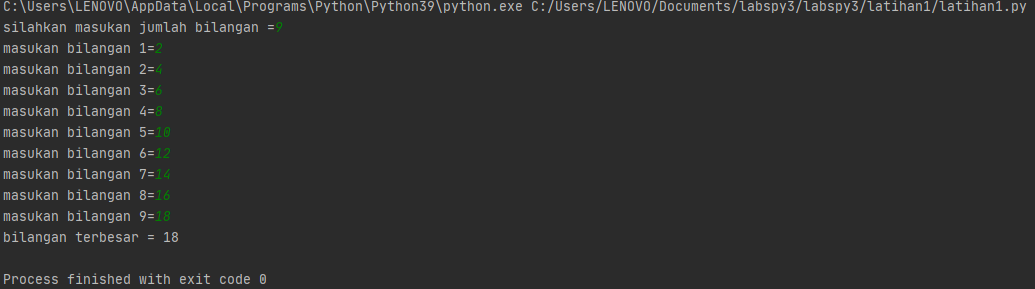 C:\Users\LENOVO\AppData\Local\Programs\Python\Python39\python.exe C:/Users/LENOVO/Documents/labspy3/labspy3/latihan1/latihan1.py
silahkan masukan jumlah bilangan =9
masukan bilangan 1=2
masukan bilangan 2=4
masukan bilangan 3=6
masukan bilangan 4=8
masukan bilangan 5=10
masukan bilangan 6=12
masukan bilangan 7=14
masukan bilangan 8=16
masukan bilangan 9=18
bilangan terbesar = 18
Process finished with exit code 0